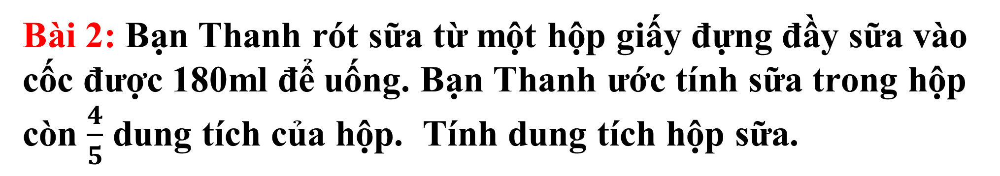 Bài 2: Bạn Thanh rót sữa từ một hộp giấy đựng đầy sữa vào
cốc được 180ml để uống. Bạn Thanh ước tính sữa trong hộp
còn 4/5 dung tích của hộp. Tính dung tích hộp sữa.